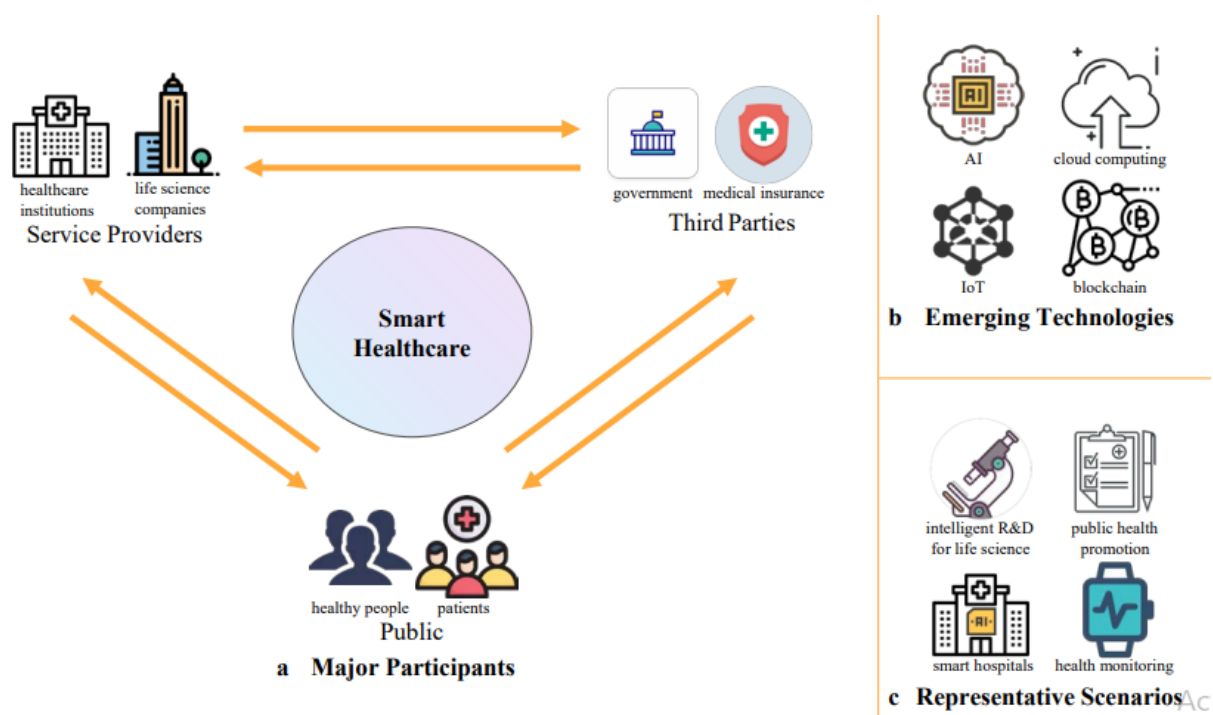 healthcare
institutions
life science
companies
Service Providers
government
medical insurance
Third Parties
Smart
Healthcare
healthy people
patients
Public
a Major Participants
AI
AI
cloud computing
IoT
blockchain
b Emerging Technologies
intelligent R&D
for life science
public health
promotion
AI
smart hospitals
health monitoring
c Representative Scenarios
Ac